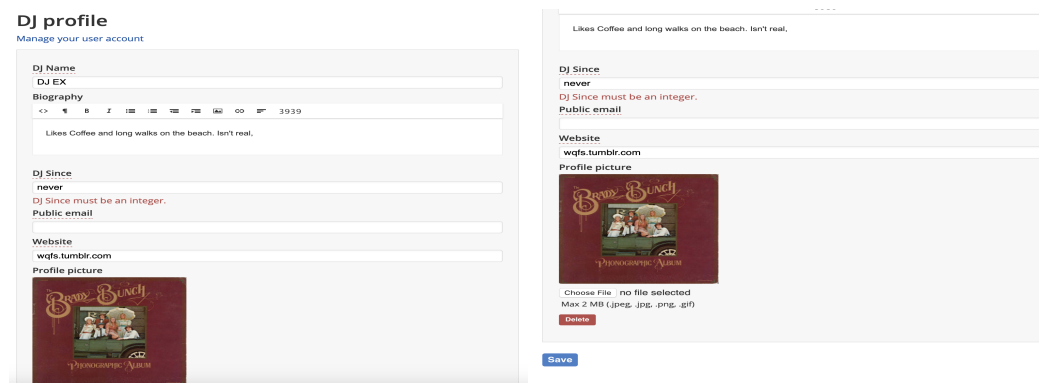 DJ profile
Manage your user account
DJ Name
DJ EX
Biography
<> ¶ B I 3939
Likes Coffee and long walks on the beach. Isn't real,
DJ Since
never
DJ Since must be an integer.
Public email
Website
wqfs.tumblr.com
Profile picture
BRADY BUNCH
PHONOGRAPHIC ALBUM
Likes Coffee and long walks on the beach. Isn't real,
DJ Since
never
DJ Since must be an integer.
Public email
Website
wqfs.tumblr.com
Profile picture
BRADY BUNCH
PHONOGRAPHIC ALBUM
Choose File no file selected
Max 2 MB (.jpeg, .jpg, .png, .gif)
Delete
Save